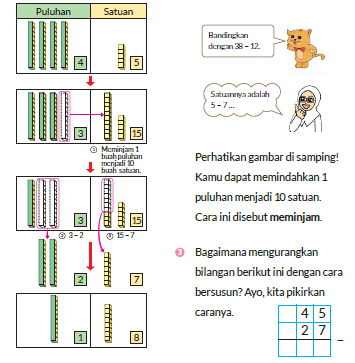 Puluhan Satuan
4 5
3 15
① Meminjam 1
buah puluhan
menjadi 10
buah satuan.
3 15
② 3 – 2 ③ 15 – 7
2 7
1 8
Bandingkan
dengan 38 – 12.
Satuannya adalah
5 – 7 ...
Perhatikan gambar di samping!
Kamu dapat memindahkan 1
puluhan menjadi 10 satuan.
Cara ini disebut meminjam.
3 Bagaimana mengurangkan
bilangan berikut ini dengan cara
bersusun? Ayo, kita pikirkan
caranya.
4 5
2 7 –